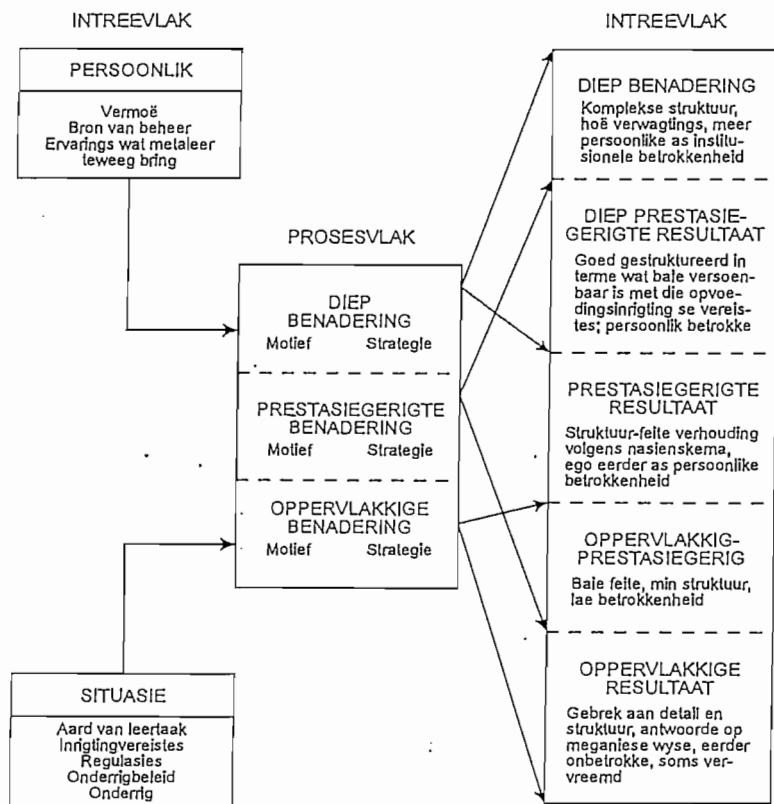 INTREEVLAK
PERSOONLIK
Vermoë
Bron van beheer
Ervarings wat metaleer
teweeg bring
SITUASIE
Aard van leertaak
Inrigtingvereistes
Regulasies
Onderrigbeleid
Onderrig
PROSESVLAK
DIEP
BENADERING
Motief Strategie
PRESTASIEGERIGTE
BENADERING
Motief Strategie
OPPERVLAKKIGE
BENADERING
Motief Strategie
INTREEVLAK
DIEP BENADERING
Komplekse struktuur,
hoë verwagtings, meer
persoonlike as institu-
sionele betrokkenheid
DIEP PRESTASIE-
GERIGTE RESULTAAT
Goed gestruktureerd in
terme wat baie versoen-
baar is met die opvoe-
dingsinrigting se vereis-
tes; persoonlik betrokke
PRESTASIEGERIGTE
RESULTAAT
Struktuur-feite verhouding
volgens nasienskema,
ego eerder as persoonlike
betrokkenheid
OPPERVLAKKIG-
PRESTASIEGERIG
Baie feite, min struktuur,
lae betrokkenheid
OPPERVLAKKIGE
RESULTAAT
Gebrek aan detail en
struktuur, antwoorde op
meganiese wyse, eerder
onbetrokke, soms ver-
vreemd